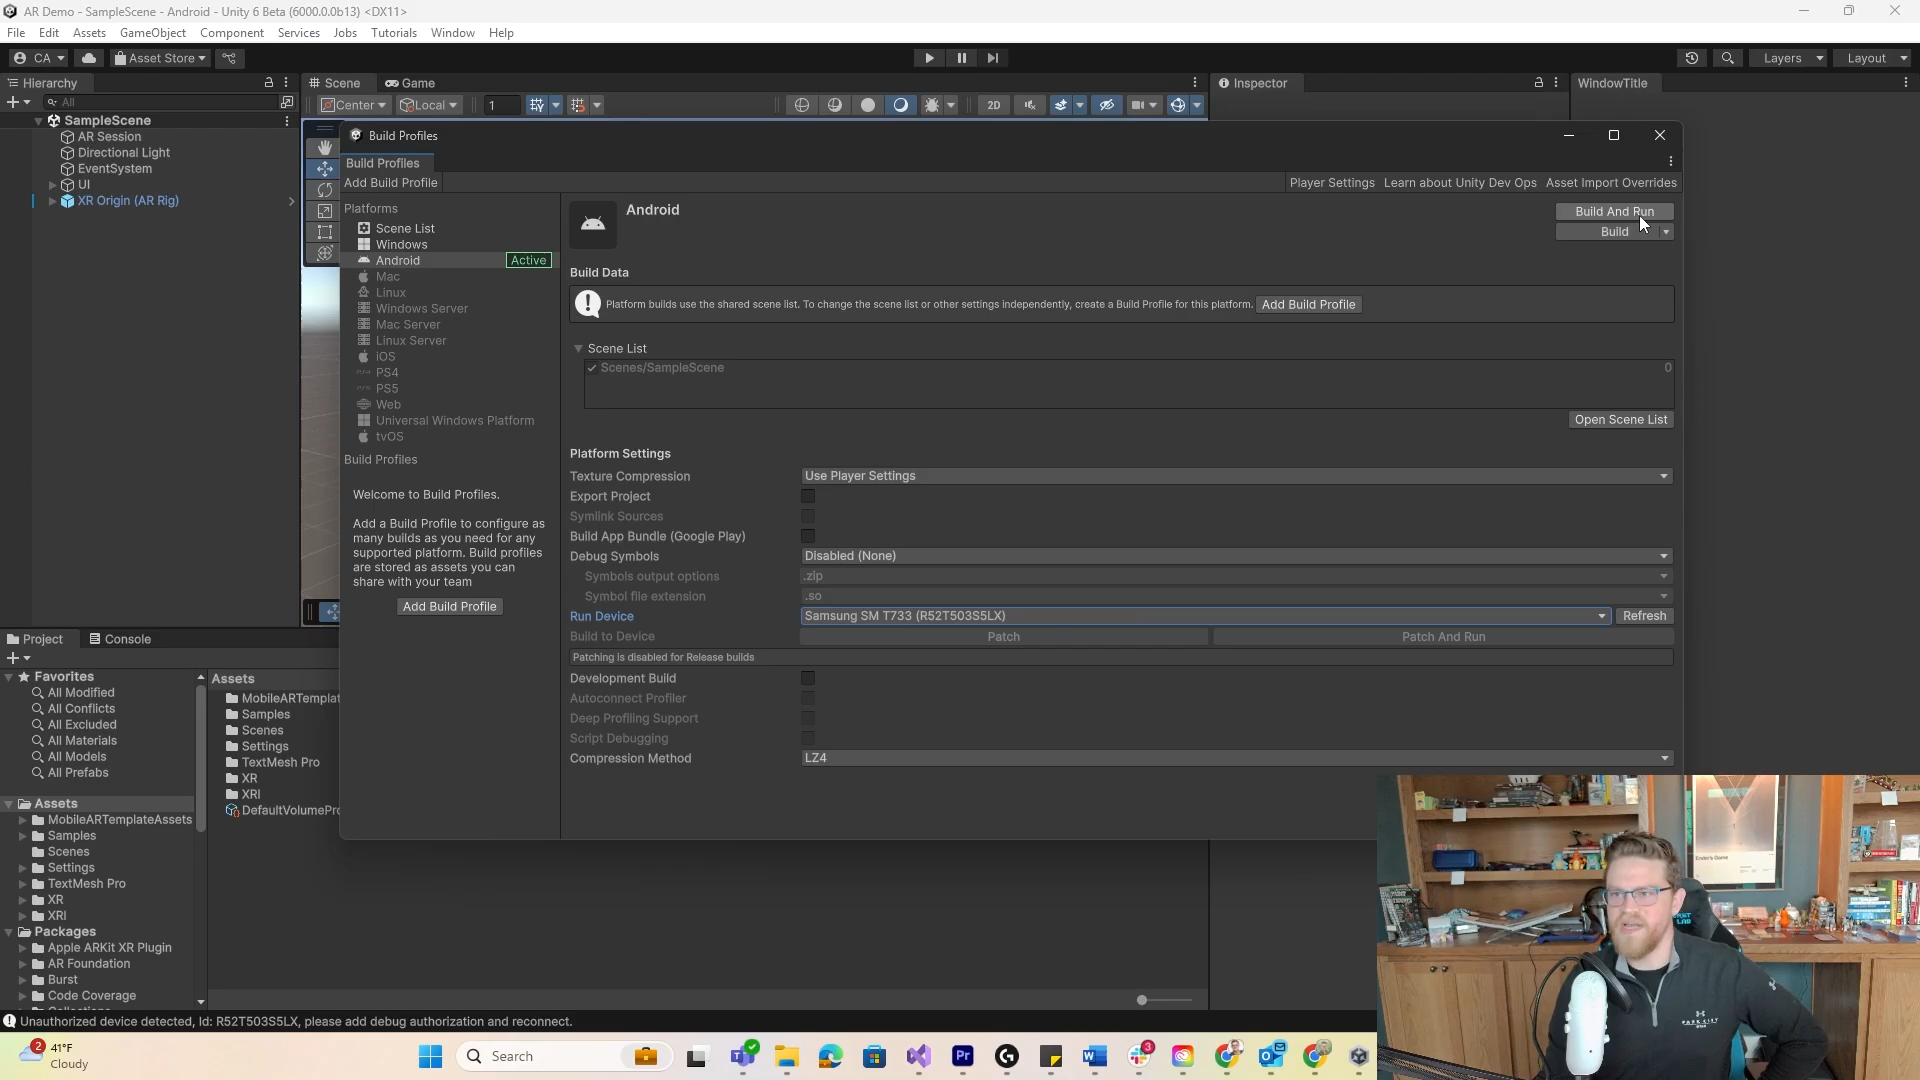 AR Demo - SampleScene - Android - Unity 6 Beta (6000.0.0b13) <DX11>
File Edit Assets GameObject Component Services Jobs Tutorials Window Help
CA Asset Store Layers Layout
Hierarchy Scene Game Inspector WindowTitle
All Center Local 1 2D
SampleScene
AR Session
Directional Light
EventSystem
UI
XR Origin (AR Rig)
Build Profiles
Build Profiles
Add Build Profile Player Settings Learn about Unity Dev Ops Asset Import Overrides
Platforms
Scene List
Windows
Android Active
Mac
Linux
Windows Server
Mac Server
Linux Server
iOS
PS4
PS5
Web
Universal Windows Platform
tvOS
Build Profiles
Welcome to Build Profiles.
Add a Build Profile to configure as
many builds as you need for any
supported platform. Build profiles
are stored as assets you can
share with your team
Add Build Profile
Android
Build And Run
Build
Build Data
Platform builds use the shared scene list. To change the scene list or other settings independently, create a Build Profile for this platform. Add Build Profile
Scene List
Scenes/SampleScene 0
Open Scene List
Platform Settings
Texture Compression Use Player Settings
Export Project
Symlink Sources
Build App Bundle (Google Play)
Debug Symbols Disabled (None)
Symbols output options .zip
Symbol file extension .so
Run Device Samsung SM T733 (R52T503S5LX) Refresh
Build to Device Patch Patch And Run
Patching is disabled for Release builds
Development Build
Autoconnect Profiler
Deep Profiling Support
Script Debugging
Compression Method LZ4
Project Console
Favorites
All Modified
All Conflicts
All Excluded
All Materials
All Models
All Prefabs
Assets
MobileARTemplateAssets
Samples
Scenes
Settings
TextMesh Pro
XR
XRI
Packages
Apple ARKit XR Plugin
AR Foundation
Burst
Code Coverage
Assets
MobileARTemplat
Samples
Scenes
Settings
TextMesh Pro
XR
XRI
DefaultVolumePro
Unauthorized device detected, Id: R52T503S5LX, please add debug authorization and reconnect.
2 41°F
Cloudy
Search
Pr
3
Ender's Game
PARK CITY